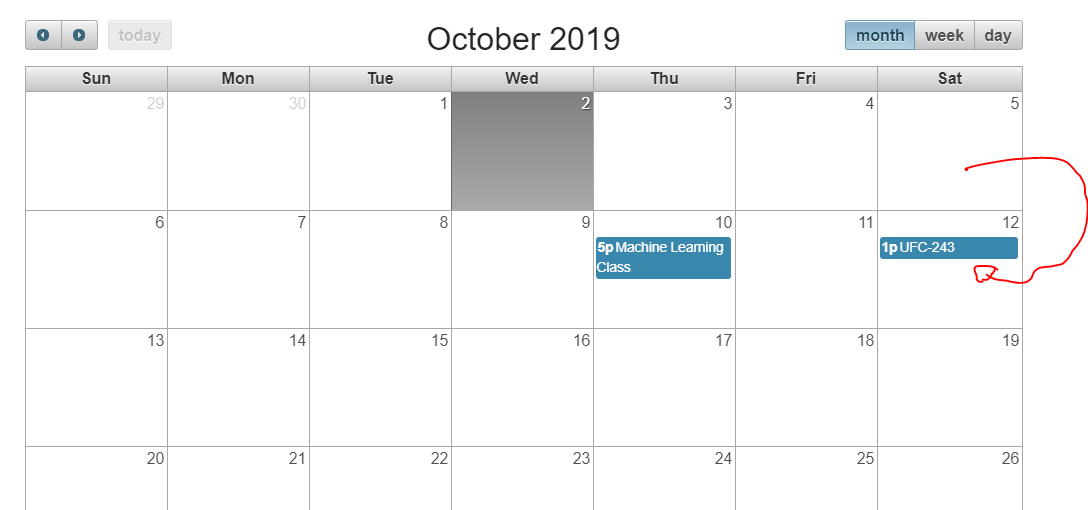 today October 2019 month week day
Sun Mon Tue Wed Thu Fri Sat
29 30 1 2 3 4 5
6 7 8 9 10 11 12
5p Machine Learning 1p UFC-243
Class
13 14 15 16 17 18 19
20 21 22 23 24 25 26